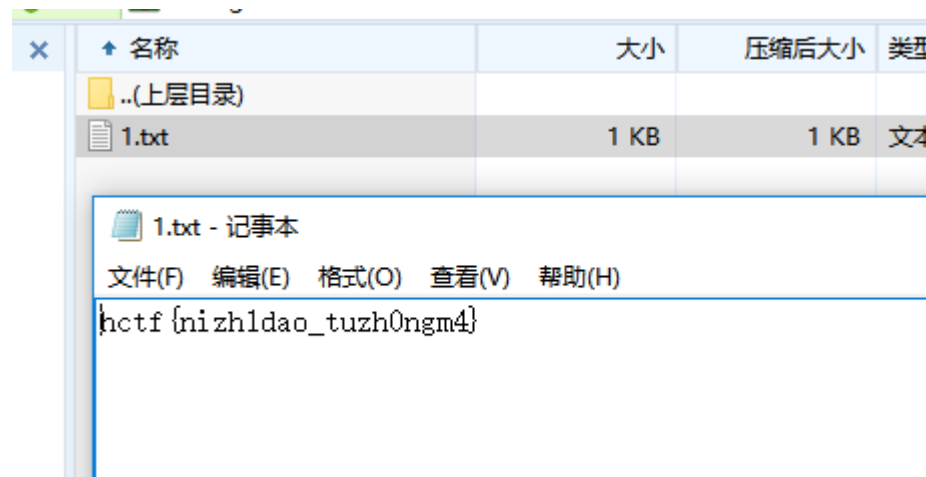 名称 大小 压缩后大小 类型
..(上层目录)
1.txt 1 KB 1 KB 文本
1.txt - 记事本
文件(F) 编辑(E) 格式(O) 查看(V) 帮助(H)
hctf{nizh1dao_tuzh0ngm4}